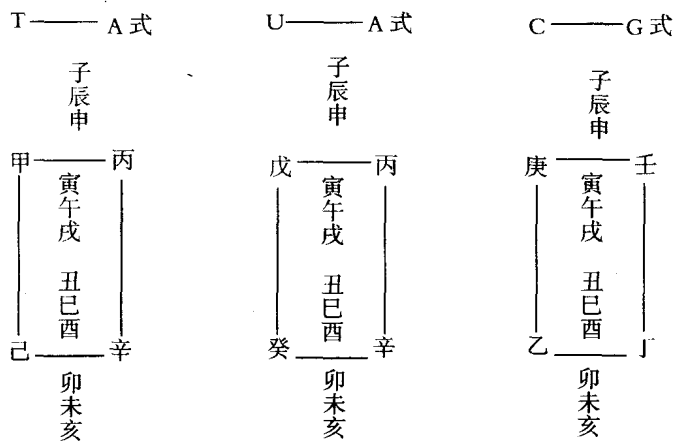 T——A式 U——A式 C——G式
子辰申 子辰申 子辰申
甲——丙 戊——丙 庚——壬
寅午戌 寅午戌 寅午戌
丑巳酉 丑巳酉 丑巳酉
己——辛 癸——辛 乙——丁
卯未亥 卯未亥 卯未亥